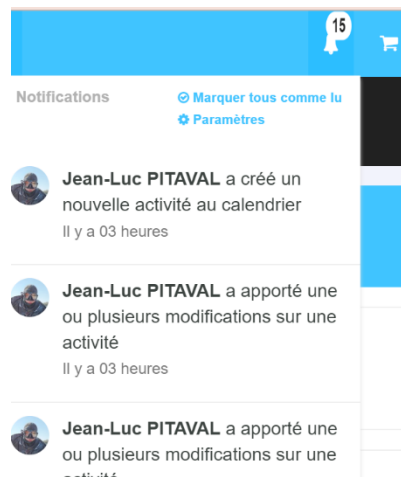 15
Notifications
Marquer tous comme lu
Paramètres
Jean-Luc PITAVAL a créé un
nouvelle activité au calendrier
Il y a 03 heures
Jean-Luc PITAVAL a apporté une
ou plusieurs modifications sur une
activité
Il y a 03 heures
Jean-Luc PITAVAL a apporté une
ou plusieurs modifications sur une
activité